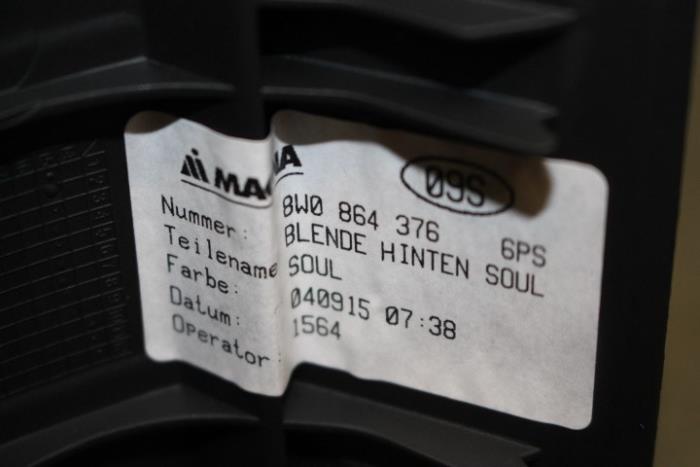 MAGNA 09S
Nummer: 8W0 864 376 6PS
Teilename BLENDE HINTEN SOUL
Farbe: SOUL
Datum: 040915 07:38
Operator: 1564